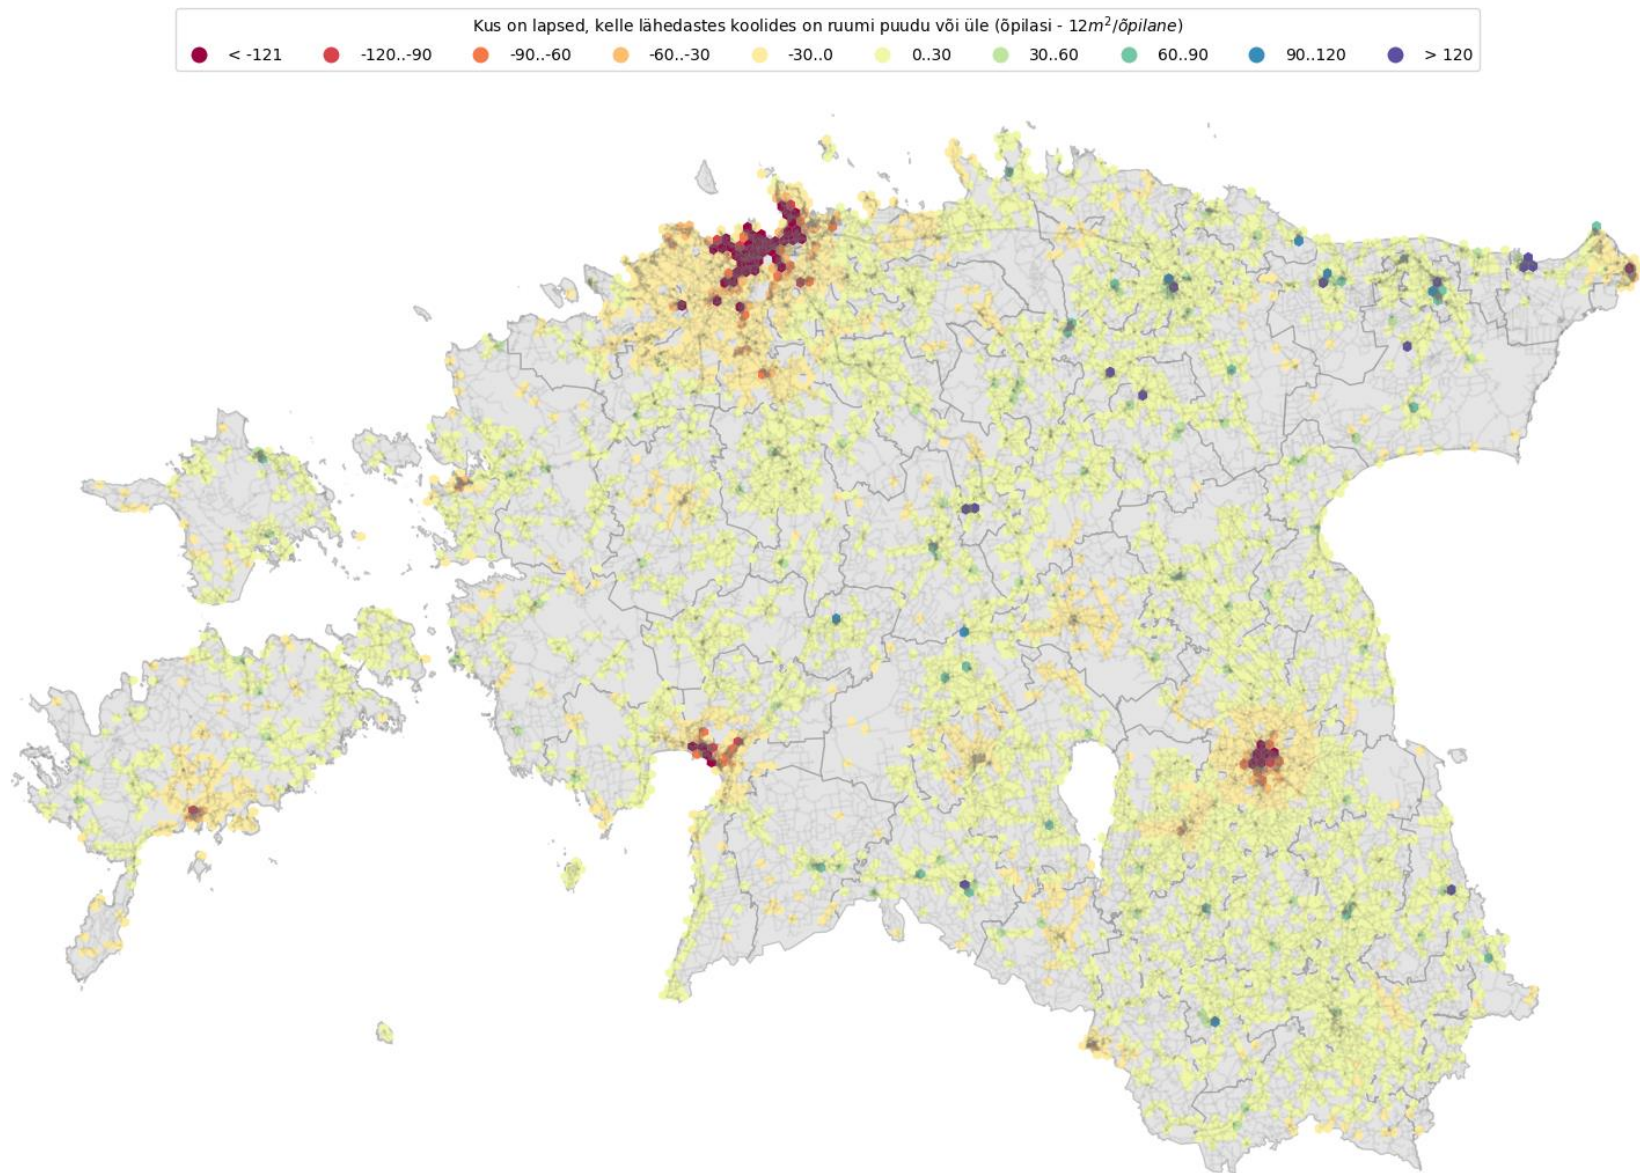 Kus on lapsed, kelle lähedastes koolides on ruumi puudu või üle (õpilasi - 12m²/õpilane)
< -121 -120..-90 -90..-60 -60..-30 -30..0 0..30 30..60 60..90 90..120 > 120